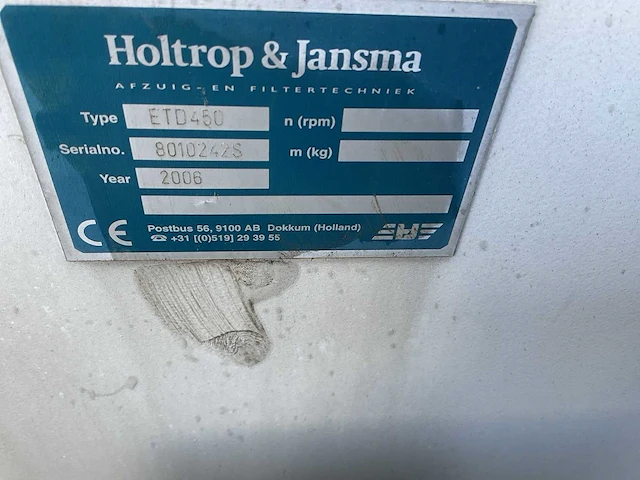 Holtrop & Jansma
AFZUIG- EN FILTERTECHNIEK
Type ETD450 n (rpm)
Serialno. 8010242S m (kg)
Year 2006
CE Postbus 56, 9100 AB Dokkum (Holland)
☎ +31 [(0)519] 29 39 55